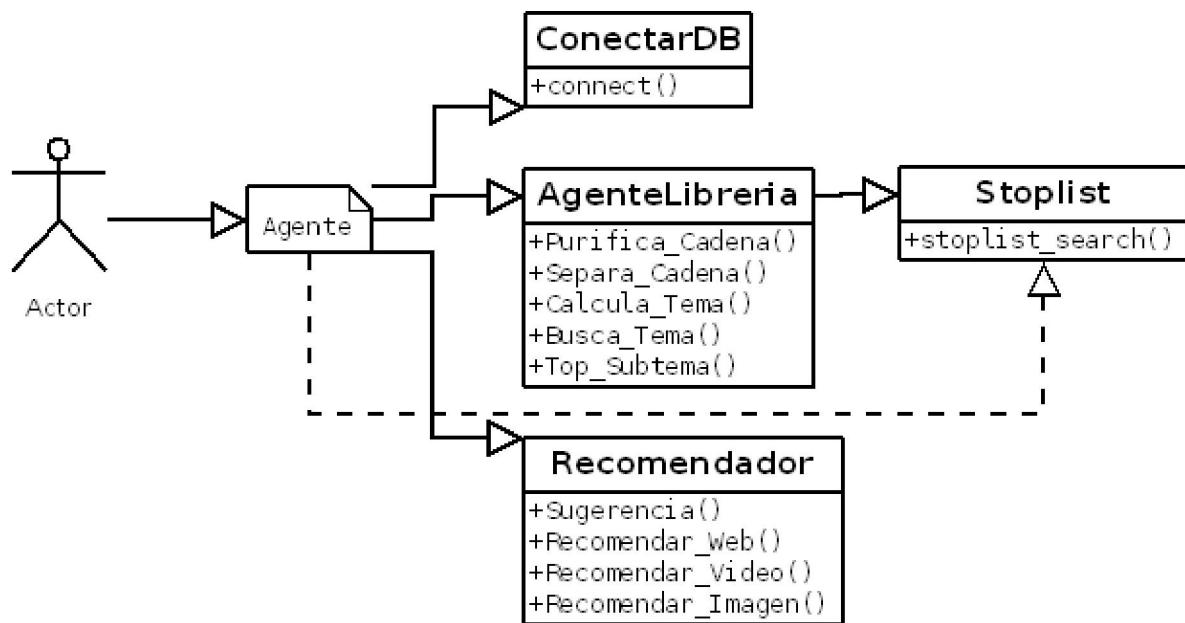 ConectarDB
+connect()
Actor
Agente
AgenteLibreria
+Purifica_Cadena()
+Separa_Cadena()
+Calcula_Tema()
+Busca_Tema()
+Top_Subtema()
Stoplist
+stoplist_search()
Recomendador
+Sugerencia()
+Recomendar_Web()
+Recomendar_Video()
+Recomendar_Imagen()